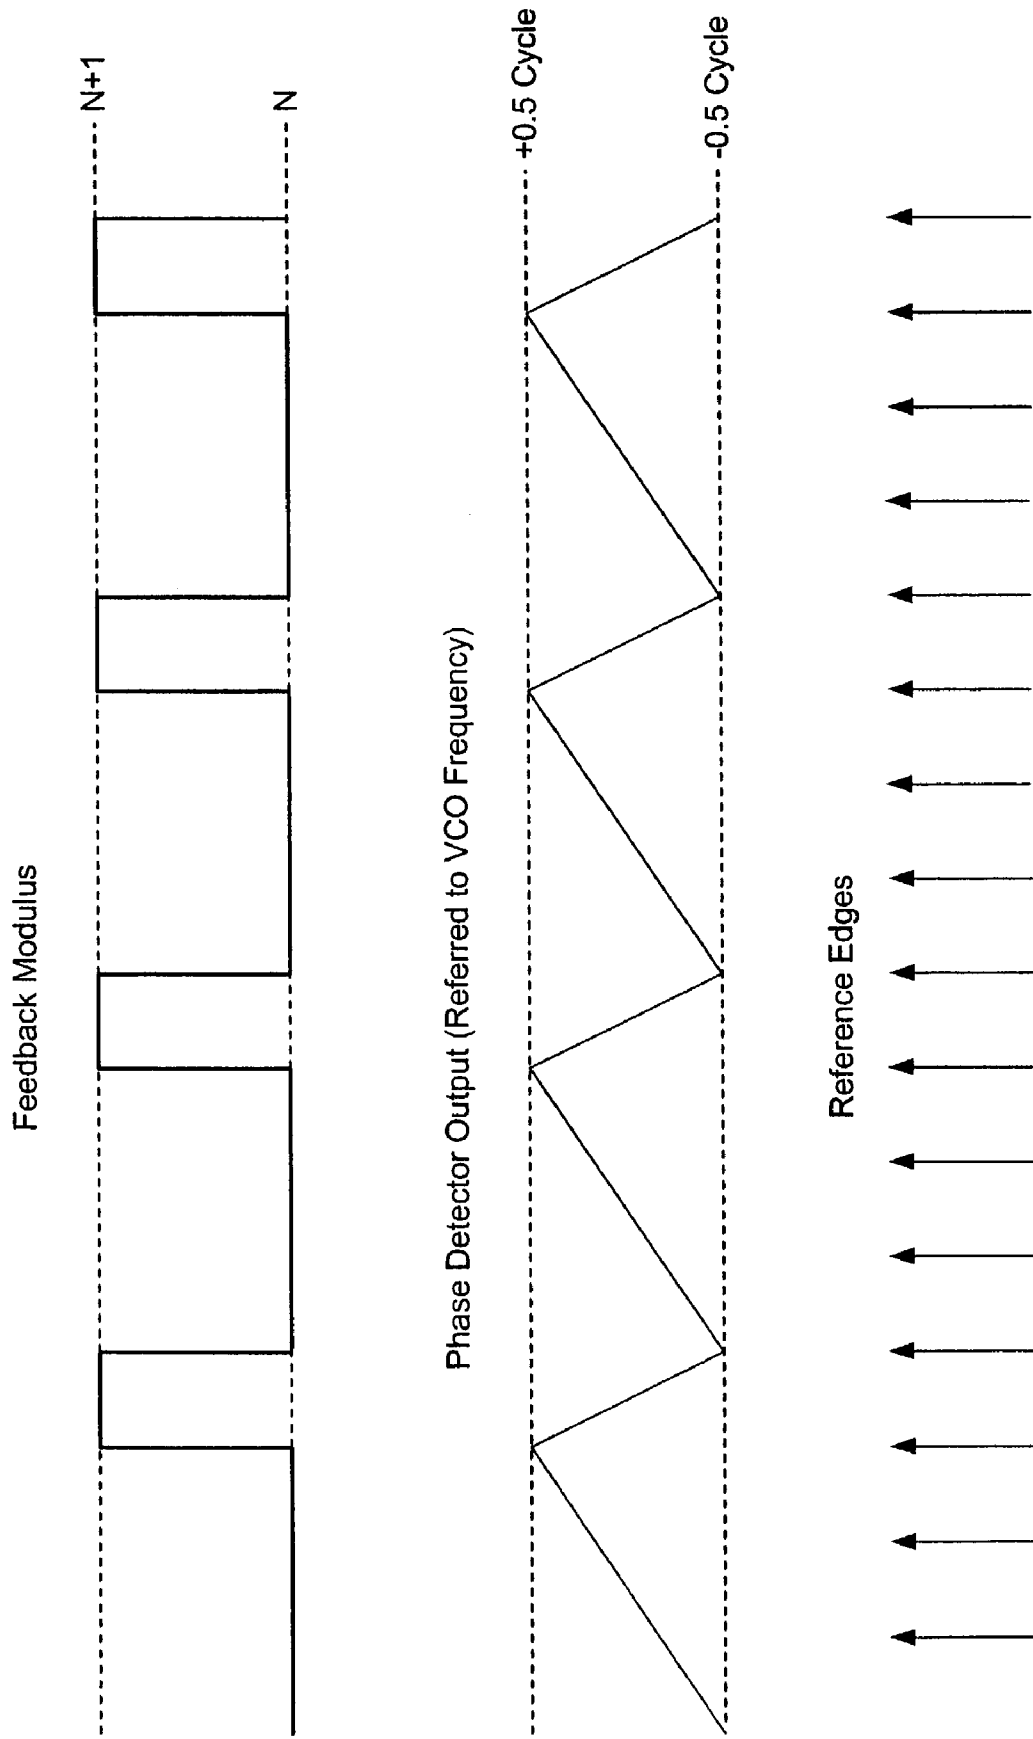 Feedback Modulus
N+1
N
Phase Detector Output (Referred to VCO Frequency)
+0.5 Cycle
-0.5 Cycle
Reference Edges